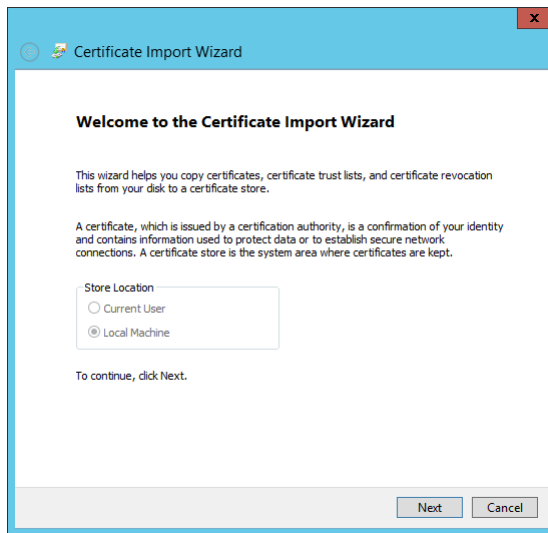 x
Certificate Import Wizard
Welcome to the Certificate Import Wizard
This wizard helps you copy certificates, certificate trust lists, and certificate revocation
lists from your disk to a certificate store.
A certificate, which is issued by a certification authority, is a confirmation of your identity
and contains information used to protect data or to establish secure network
connections. A certificate store is the system area where certificates are kept.
Store Location
Current User
Local Machine
To continue, click Next.
Next Cancel